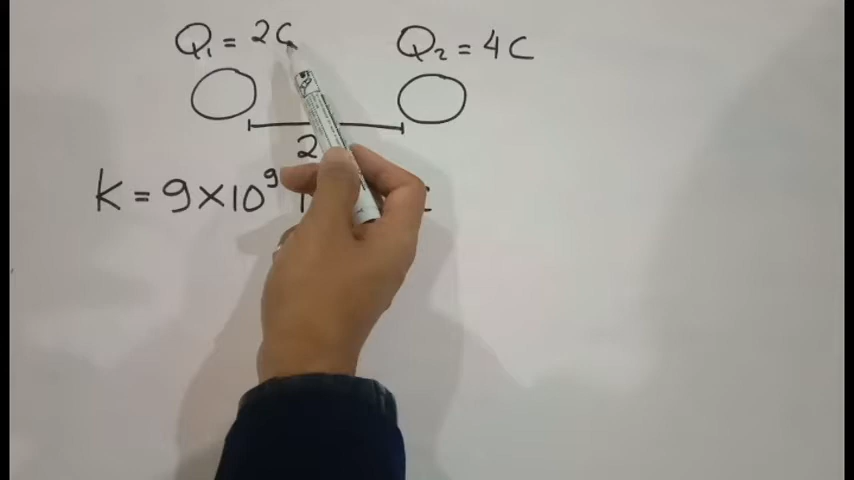 Q₁ = 2C
Q₂ = 4C
2
K = 9×10⁹